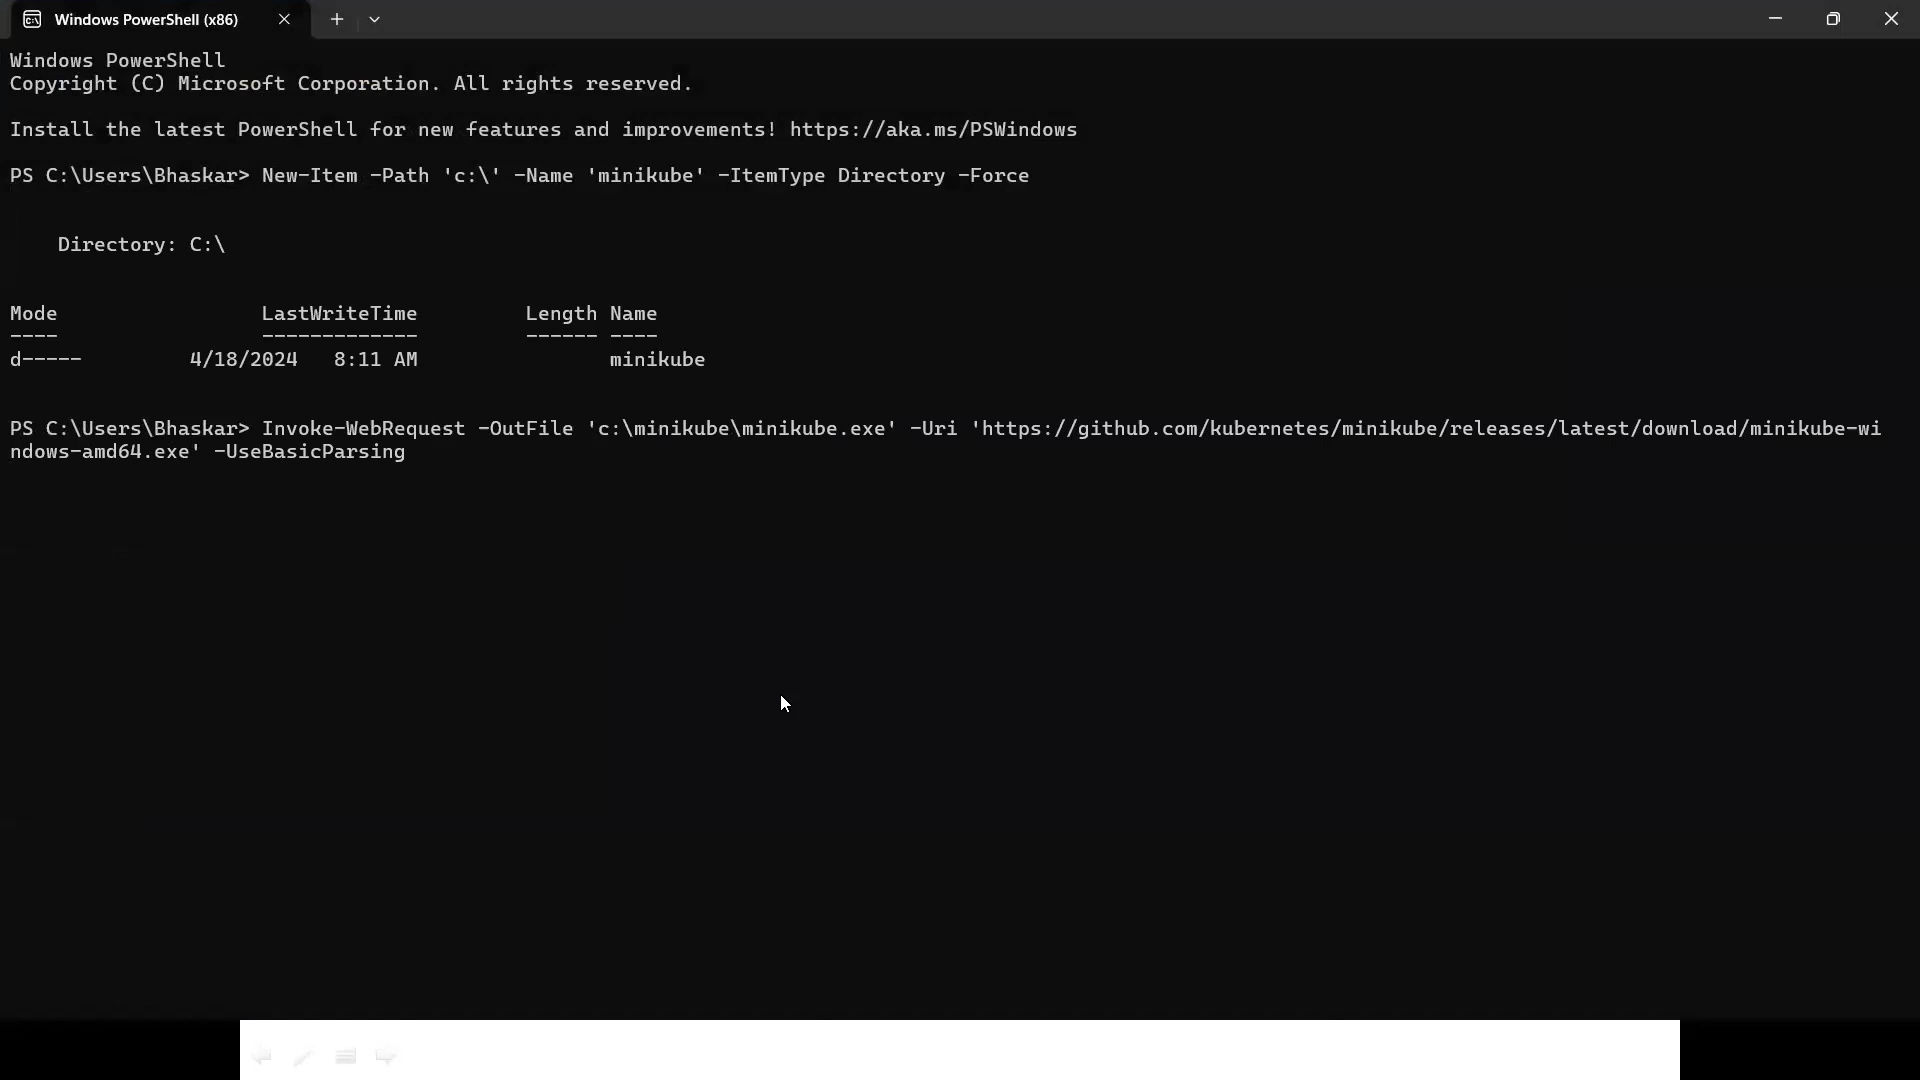 Windows PowerShell (x86)
Windows PowerShell
Copyright (C) Microsoft Corporation. All rights reserved.
Install the latest PowerShell for new features and improvements! https://aka.ms/PSWindows
PS C:\Users\Bhaskar> New-Item -Path 'c:\' -Name 'minikube' -ItemType Directory -Force
    Directory: C:\
Mode                 LastWriteTime         Length Name
----                 -------------         ------ ----
d-----         4/18/2024   8:11 AM                minikube
PS C:\Users\Bhaskar> Invoke-WebRequest -OutFile 'c:\minikube\minikube.exe' -Uri 'https://github.com/kubernetes/minikube/releases/latest/download/minikube-wi
ndows-amd64.exe' -UseBasicParsing